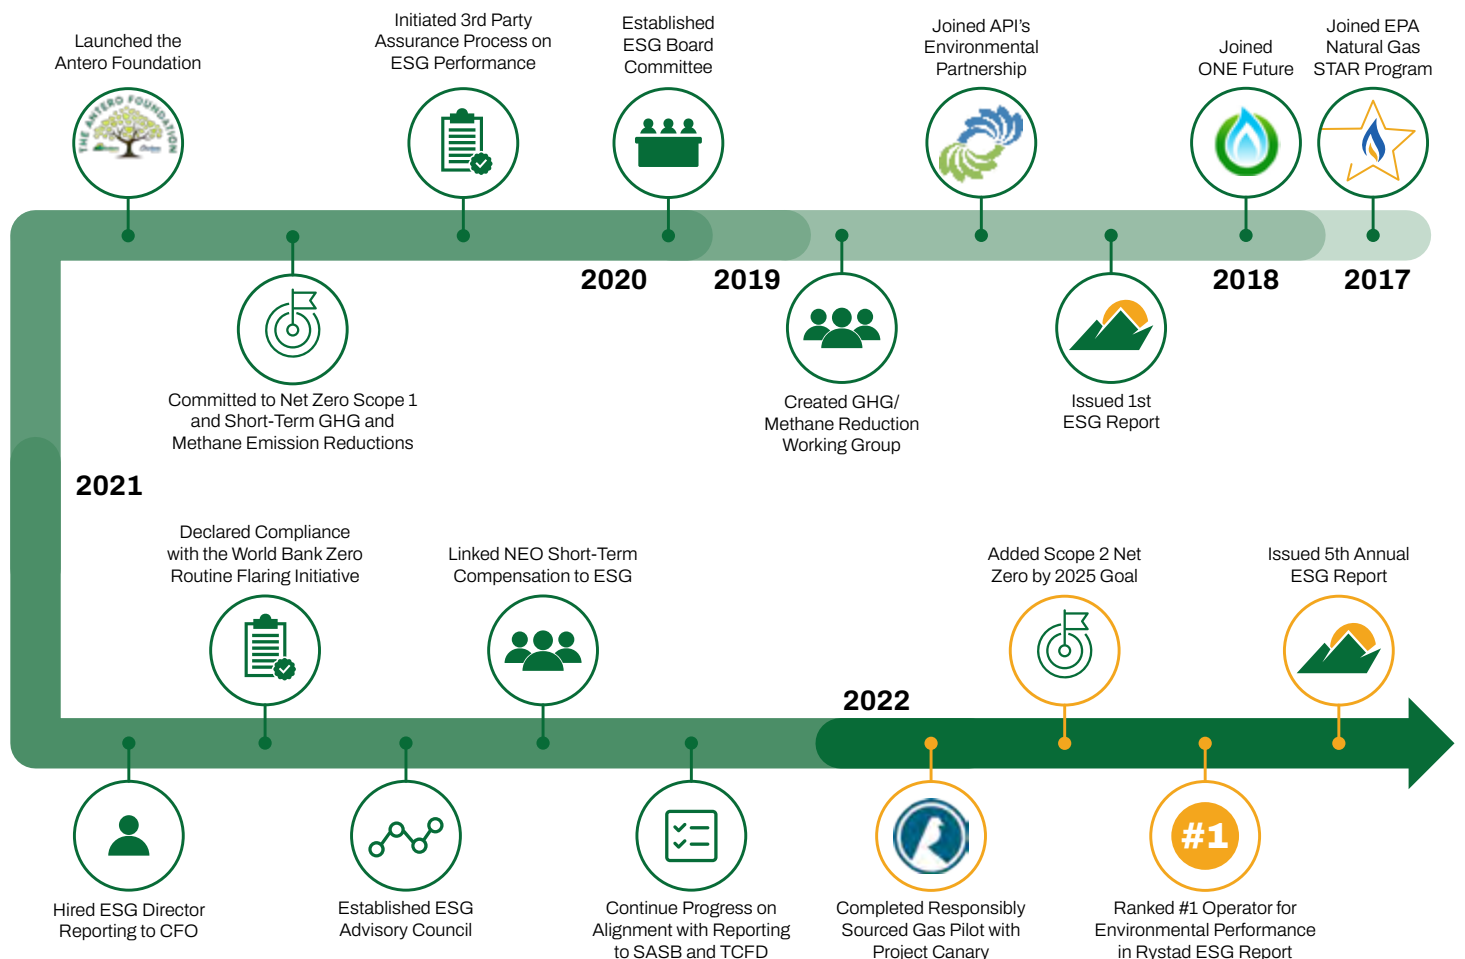 Launched the
Antero Foundation
THE ANTERO FOUNDATION
Initiated 3rd Party
Assurance Process on
ESG Performance
Established
ESG Board
Committee
Joined API's
Environmental
Partnership
Joined
ONE Future
Joined EPA
Natural Gas
STAR Program
2020
2019
2018
2017
Committed to Net Zero Scope 1
and Short-Term GHG and
Methane Emission Reductions
Created GHG/
Methane Reduction
Working Group
Issued 1st
ESG Report
2021
Declared Compliance
with the World Bank Zero
Routine Flaring Initiative
Linked NEO Short-Term
Compensation to ESG
Added Scope 2 Net
Zero by 2025 Goal
Issued 5th Annual
ESG Report
2022
#1
Hired ESG Director
Reporting to CFO
Established ESG
Advisory Council
Continue Progress on
Alignment with Reporting
to SASB and TCFD
Completed Responsibly
Sourced Gas Pilot with
Project Canary
Ranked #1 Operator for
Environmental Performance
in Rystad ESG Report